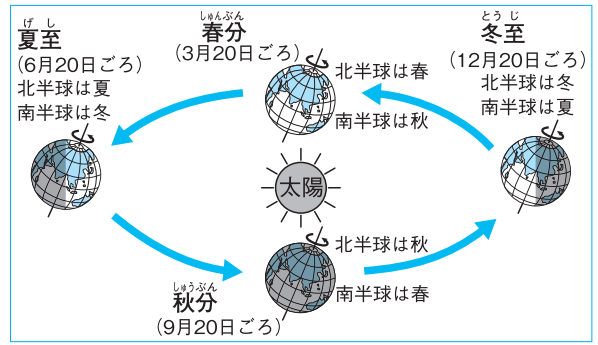 げし
夏至
(6月20日ごろ)
北半球は夏
南半球は冬
しゅんぶん
春分
(3月20日ごろ)
北半球は春
南半球は秋
とうじ
冬至
(12月20日ごろ)
北半球は冬
南半球は夏
太陽
しゅうぶん
秋分
(9月20日ごろ)
北半球は秋
南半球は春